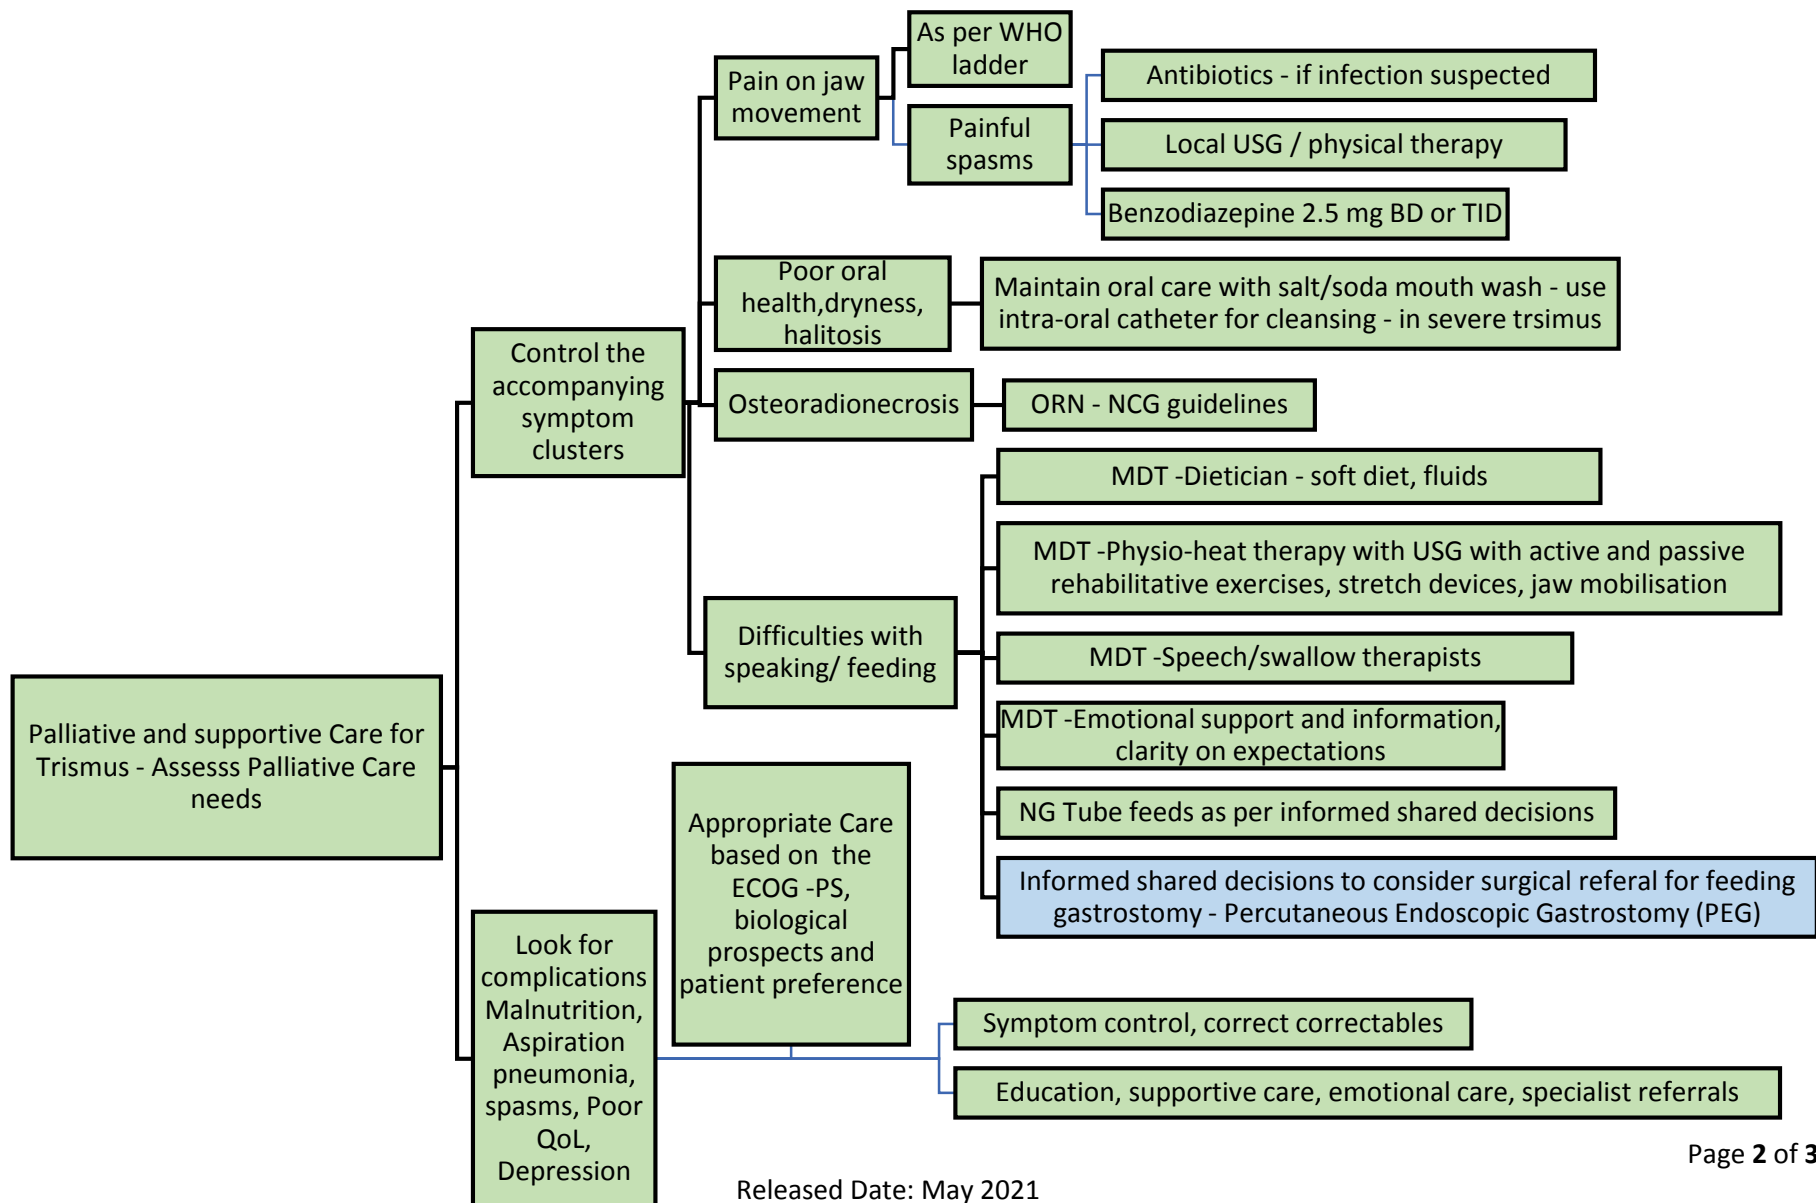 As per WHO
ladder
Pain on jaw
movement
Antibiotics - if infection suspected
Painful
spasms
Local USG / physical therapy
Benzodiazepine 2.5 mg BD or TID
Poor oral
health,dryness,
halitosis
Maintain oral care with salt/soda mouth wash - use
intra-oral catheter for cleansing - in severe trsimus
Control the
accompanying
symptom
clusters
Osteoradionecrosis
ORN - NCG guidelines
MDT -Dietician - soft diet, fluids
MDT -Physio-heat therapy with USG with active and passive
rehabilitative exercises, stretch devices, jaw mobilisation
Difficulties with
speaking/ feeding
MDT -Speech/swallow therapists
MDT -Emotional support and information,
clarity on expectations
NG Tube feeds as per informed shared decisions
Informed shared decisions to consider surgical referal for feeding
gastrostomy - Percutaneous Endoscopic Gastrostomy (PEG)
Palliative and supportive Care for
Trismus - Assesss Palliative Care
needs
Appropriate Care
based on the
ECOG -PS,
biological
prospects and
patient preference
Look for
complications
Malnutrition,
Aspiration
pneumonia,
spasms, Poor
QoL,
Depression
Symptom control, correct correctables
Education, supportive care, emotional care, specialist referrals
Page 2 of 3
Released Date: May 2021